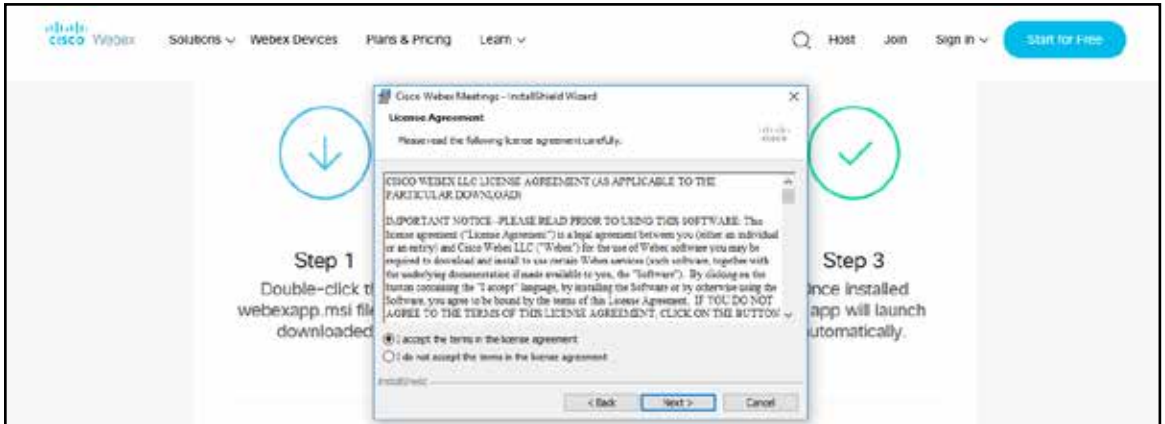 cisco Webex Solutions Webex Devices Plans & Pricing Learn Host Join Sign in Start for Free
Cisco Webex Meetings - InstallShield Wizard
License Agreement
Please read the following license agreement carefully.
CISCO WEBEX LLC LICENSE AGREEMENT (AS APPLICABLE TO THE
PARTICULAR DOWNLOAD)
IMPORTANT NOTICE--PLEASE READ PRIOR TO USING THIS SOFTWARE: This
license agreement ("License Agreement") is a legal agreement between you (either an individual
or an entity) and Cisco Webex LLC ("Webex") for the use of Webex software you may be
required to download and install to use certain Webex services (such software, together with
the underlying documentation if made available to you, the "Software"). By clicking on the
button containing the "I accept" language, by installing the Software or by otherwise using the
Software, you agree to be bound by the terms of this License Agreement. IF YOU DO NOT
AGREE TO THE TERMS OF THIS LICENSE AGREEMENT, CLICK ON THE BUTTON
I accept the terms in the license agreement
I do not accept the terms in the license agreement
InstallShield
< Back Next > Cancel
Step 1
Double-click t
webexapp.msi file
downloaded
Step 3
nce installed
app will launch
utomatically.